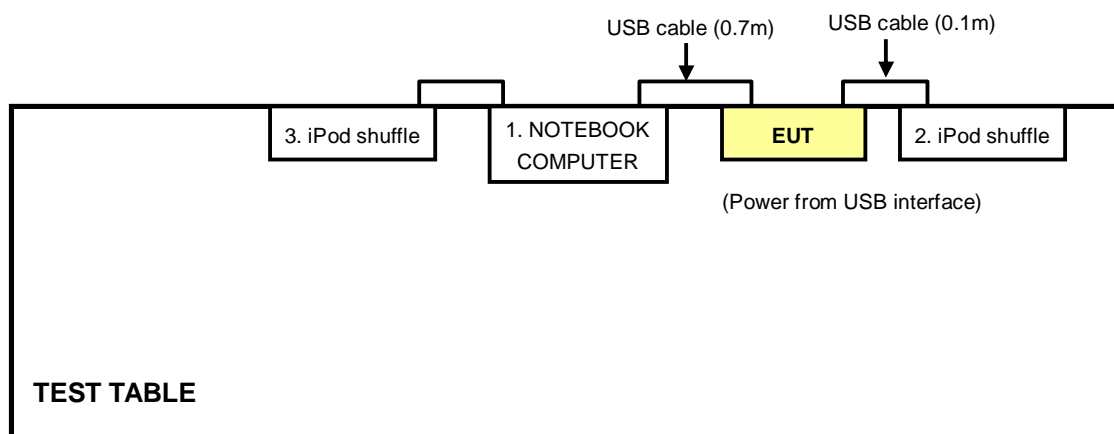 USB cable (0.7m)
USB cable (0.1m)
3. iPod shuffle
1. NOTEBOOK
COMPUTER
EUT
2. iPod shuffle
(Power from USB interface)
TEST TABLE